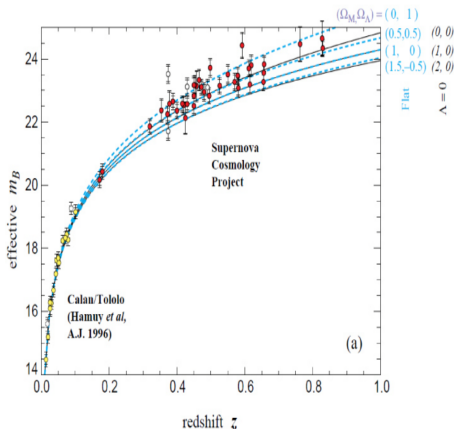 (Ω_M,Ω_Λ) = ( 0, 1 )
(0.5,0.5) (0, 0)
( 1, 0 ) (1, 0)
(1.5,–0.5) (2, 0)
Flat
Λ = 0
24
22
20
18
16
14
effective m_B
Supernova
Cosmology
Project
Calan/Tololo
(Hamuy et al,
A.J. 1996)
(a)
0.0 0.2 0.4 0.6 0.8 1.0
redshift z